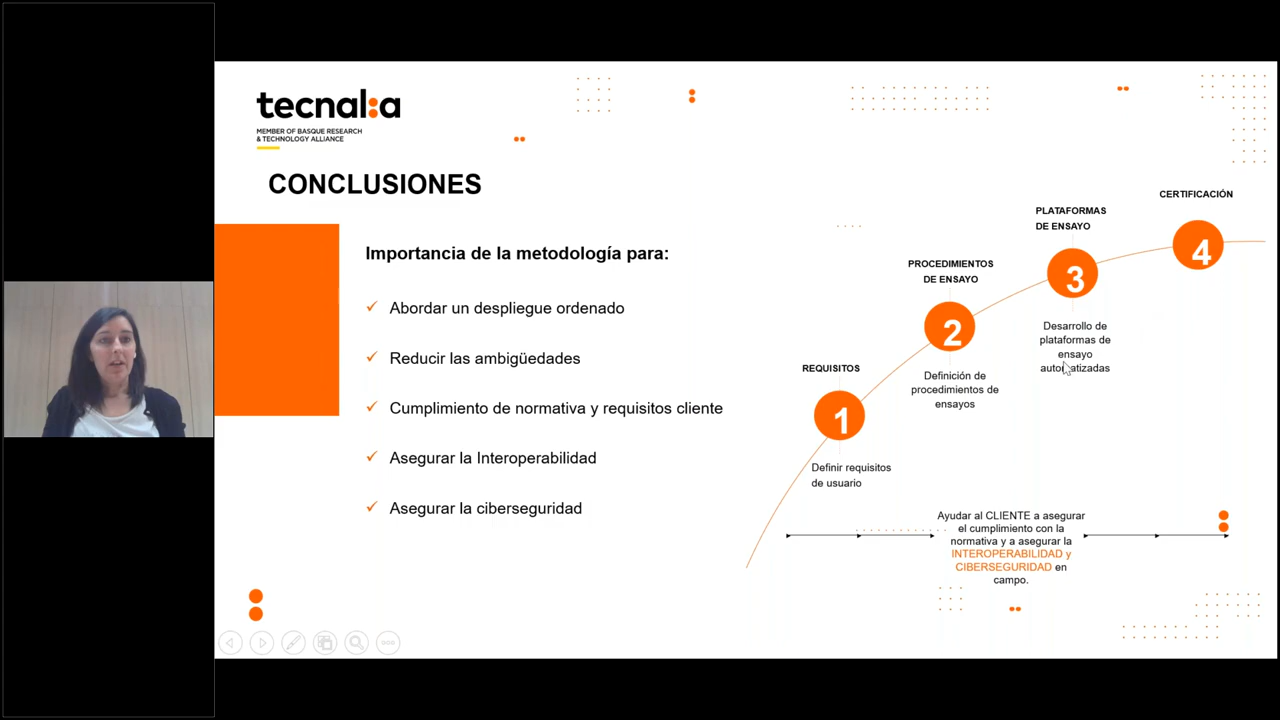 tecnal:a
MEMBER OF BASQUE RESEARCH
& TECHNOLOGY ALLIANCE
CONCLUSIONES
Importancia de la metodología para:
Abordar un despliegue ordenado
Reducir las ambigüedades
Cumplimiento de normativa y requisitos cliente
Asegurar la Interoperabilidad
Asegurar la ciberseguridad
REQUISITOS
1
Definir requisitos
de usuario
PROCEDIMIENTOS
DE ENSAYO
2
Definición de
procedimientos de
ensayos
PLATAFORMAS
DE ENSAYO
3
Desarrollo de
plataformas de
ensayo
automatizadas
CERTIFICACIÓN
4
Ayudar al CLIENTE a asegurar
el cumplimiento con la
normativa y a asegurar la
INTEROPERABILIDAD y
CIBERSEGURIDAD en
campo.